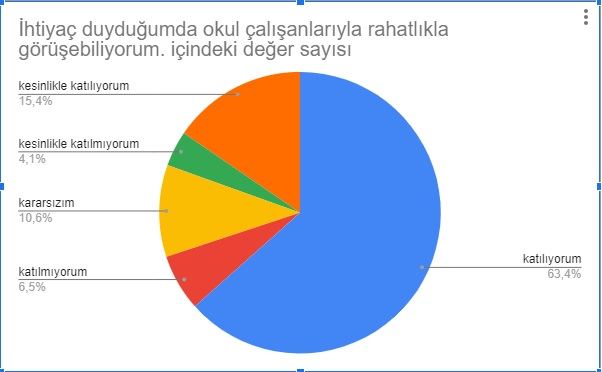 İhtiyaç duyduğumda okul çalışanlarıyla rahatlıkla
görüşebiliyorum. içindeki değer sayısı
kesinlikle katılıyorum
15,4%
kesinlikle katılmıyorum
4,1%
kararsızım
10,6%
katılmıyorum
6,5%
katılıyorum
63,4%